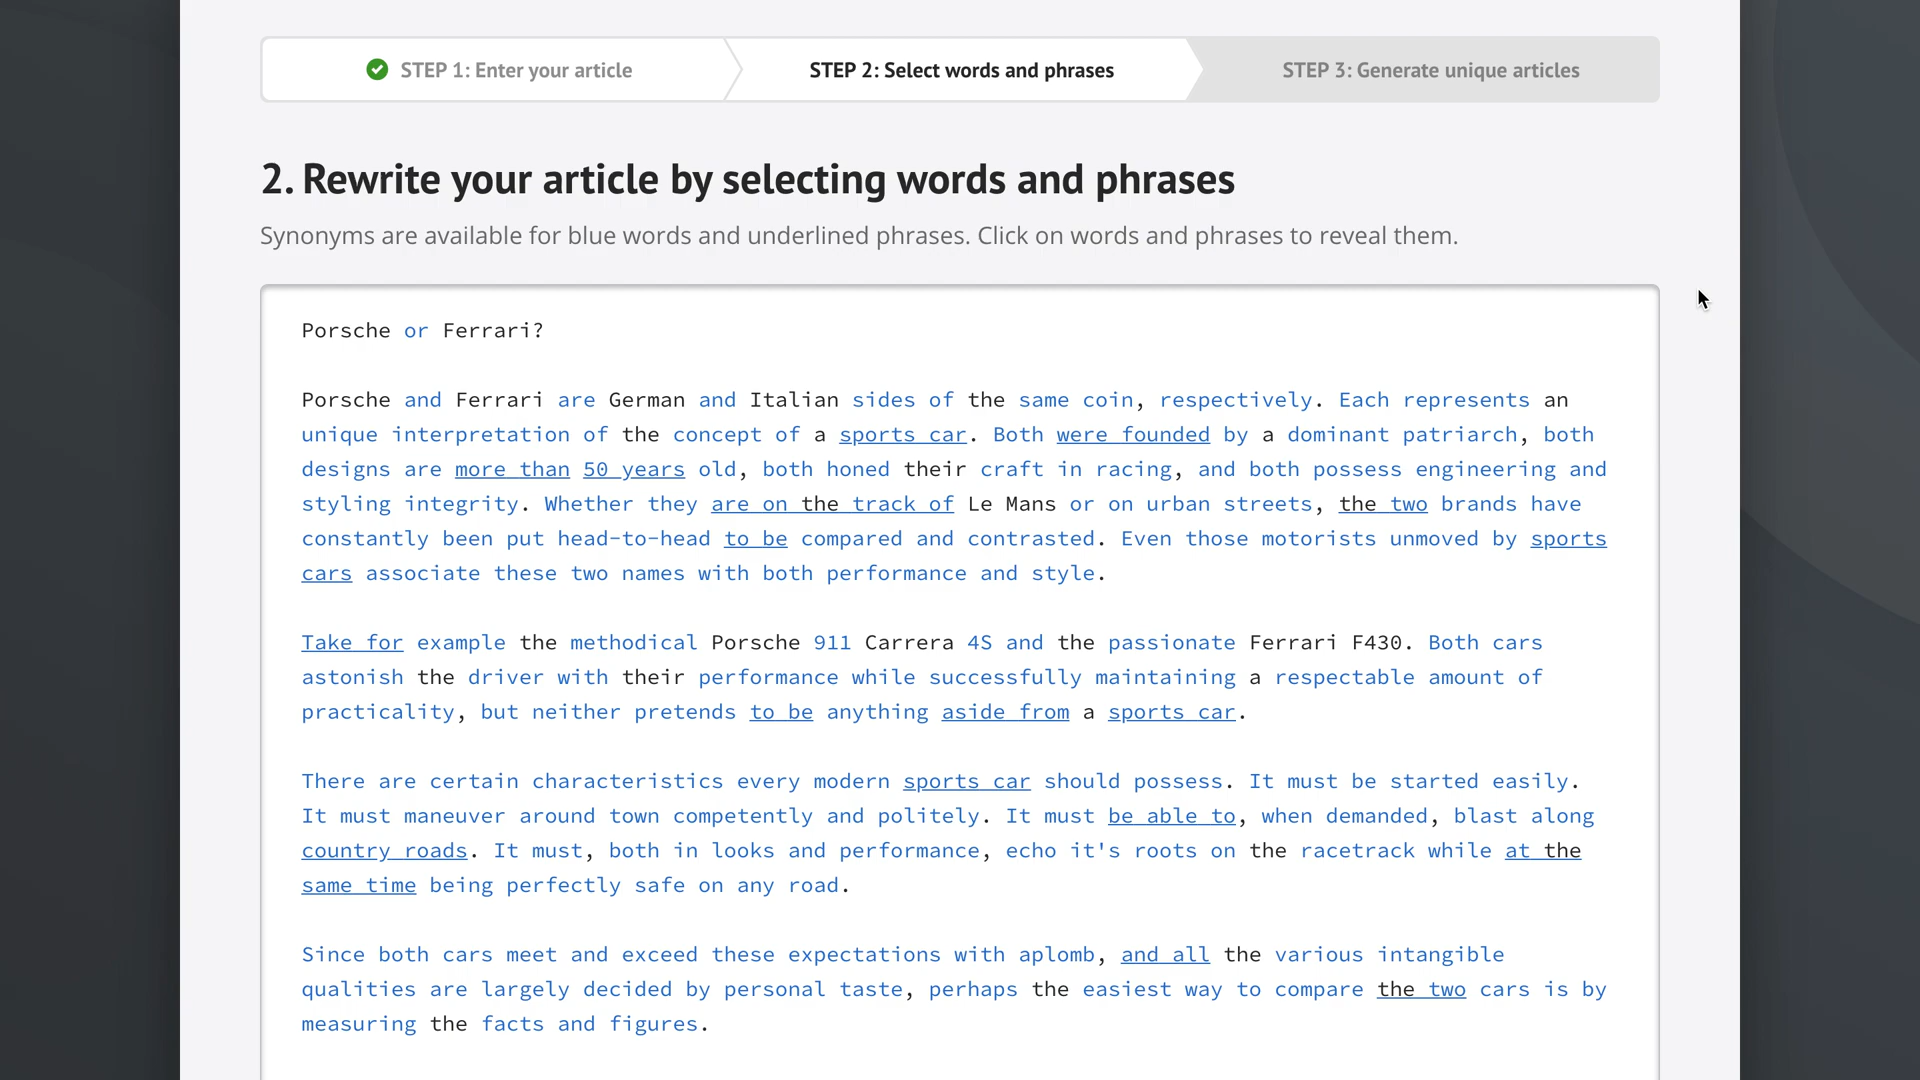 STEP 1: Enter your article
STEP 2: Select words and phrases
STEP 3: Generate unique articles
2. Rewrite your article by selecting words and phrases
Synonyms are available for blue words and underlined phrases. Click on words and phrases to reveal them.
Porsche or Ferrari?
Porsche and Ferrari are German and Italian sides of the same coin, respectively. Each represents an
unique interpretation of the concept of a sports car. Both were founded by a dominant patriarch, both
designs are more than 50 years old, both honed their craft in racing, and both possess engineering and
styling integrity. Whether they are on the track of Le Mans or on urban streets, the two brands have
constantly been put head-to-head to be compared and contrasted. Even those motorists unmoved by sports
cars associate these two names with both performance and style.
Take for example the methodical Porsche 911 Carrera 4S and the passionate Ferrari F430. Both cars
astonish the driver with their performance while successfully maintaining a respectable amount of
practicality, but neither pretends to be anything aside from a sports car.
There are certain characteristics every modern sports car should possess. It must be started easily.
It must maneuver around town competently and politely. It must be able to, when demanded, blast along
country roads. It must, both in looks and performance, echo it's roots on the racetrack while at the
same time being perfectly safe on any road.
Since both cars meet and exceed these expectations with aplomb, and all the various intangible
qualities are largely decided by personal taste, perhaps the easiest way to compare the two cars is by
measuring the facts and figures.